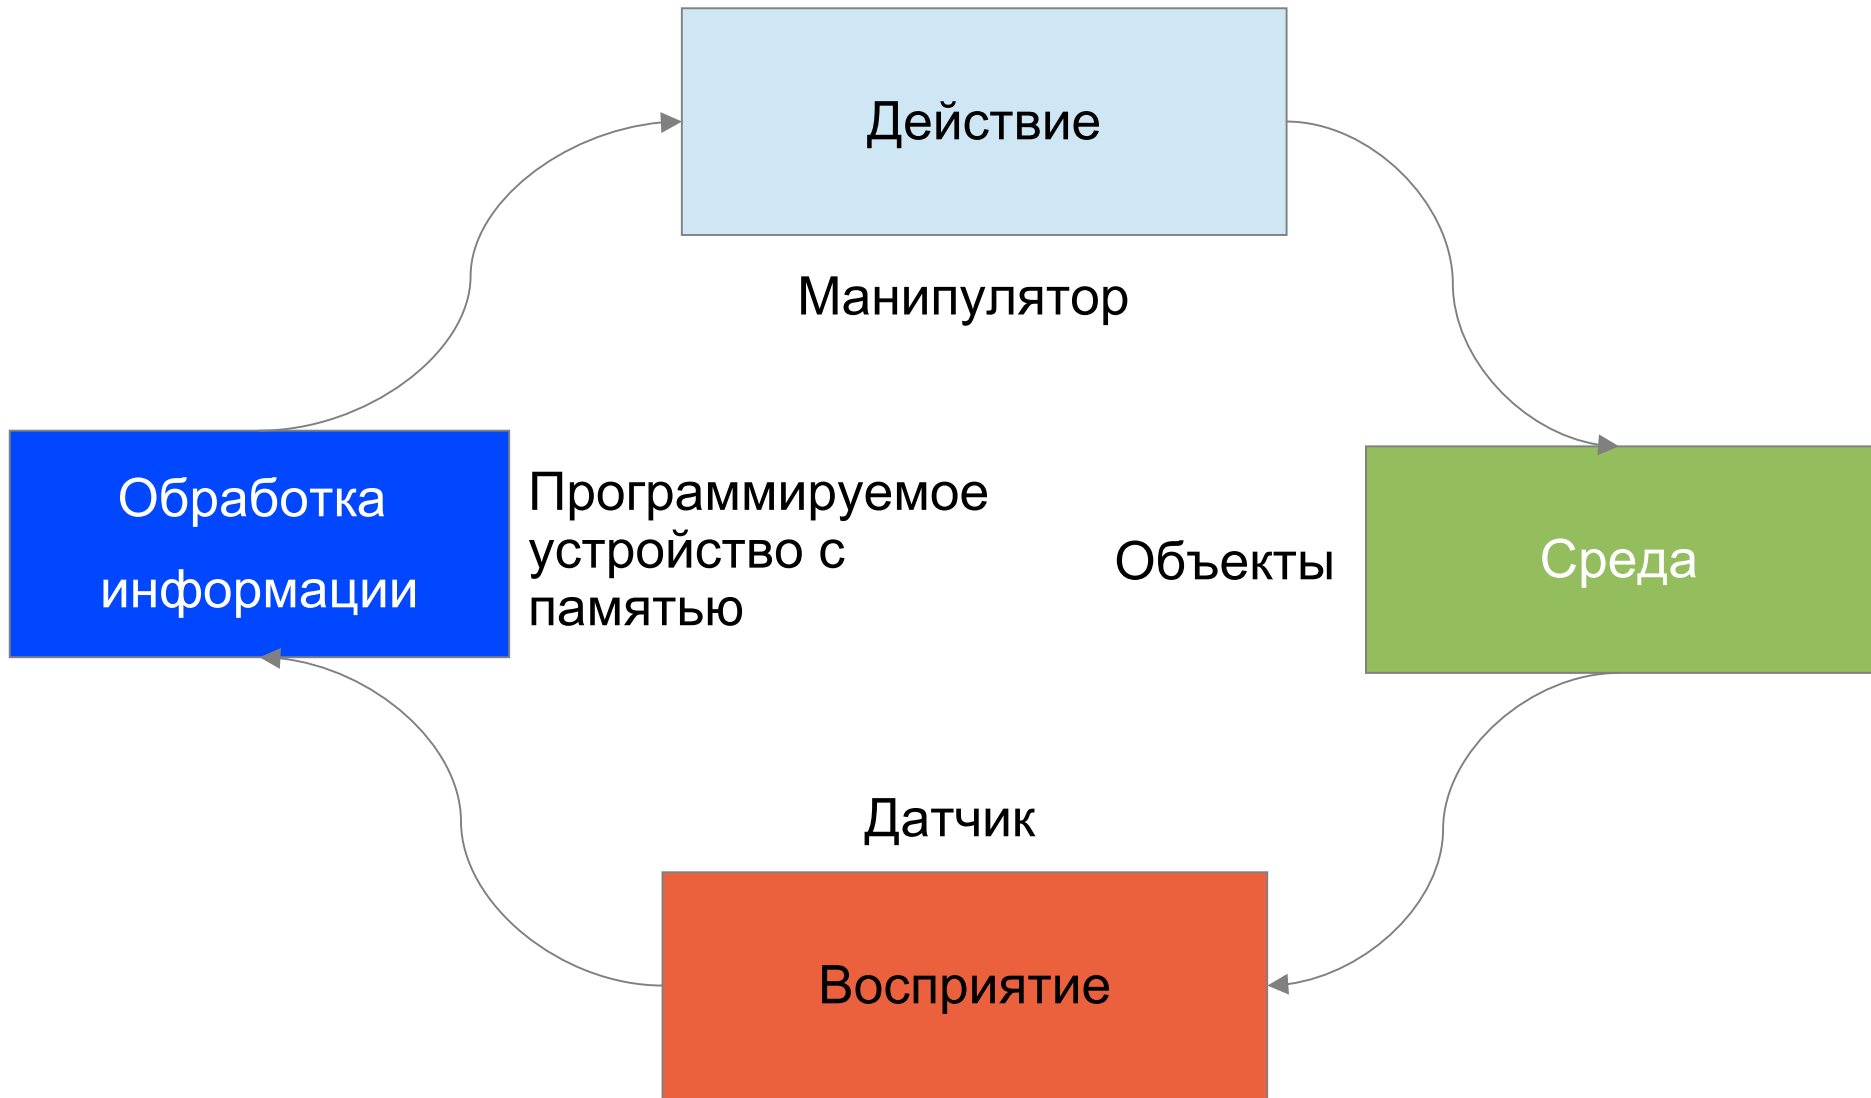 Действие
Манипулятор
Обработка
информации
Программируемое
устройство с
памятью
Объекты
Среда
Датчик
Восприятие